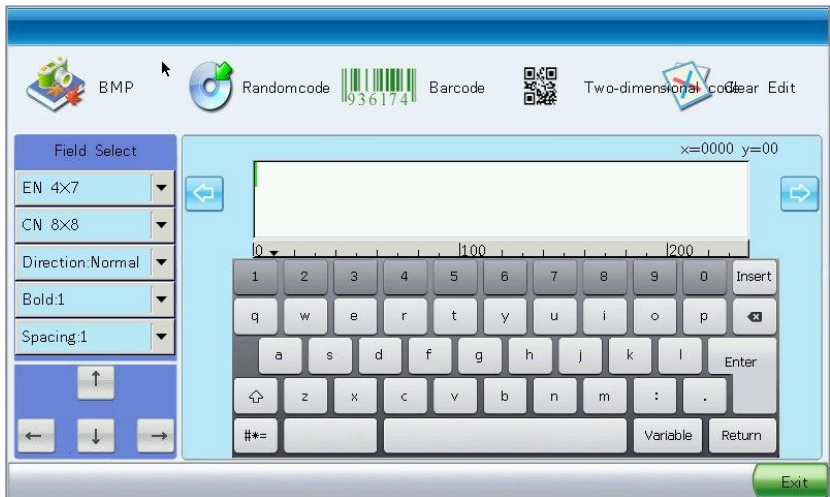 BMP Randomcode 936174 Barcode Two-dimensional code Clear Edit
Field Select
x=0000 y=00
EN 4×7
CN 8×8
Direction:Normal
Bold:1
Spacing:1
0 100 200
1 2 3 4 5 6 7 8 9 0 Insert
q w e r t y u i o p
a s d f g h j k l Enter
z x c v b n m : .
#*= Variable Return
Exit